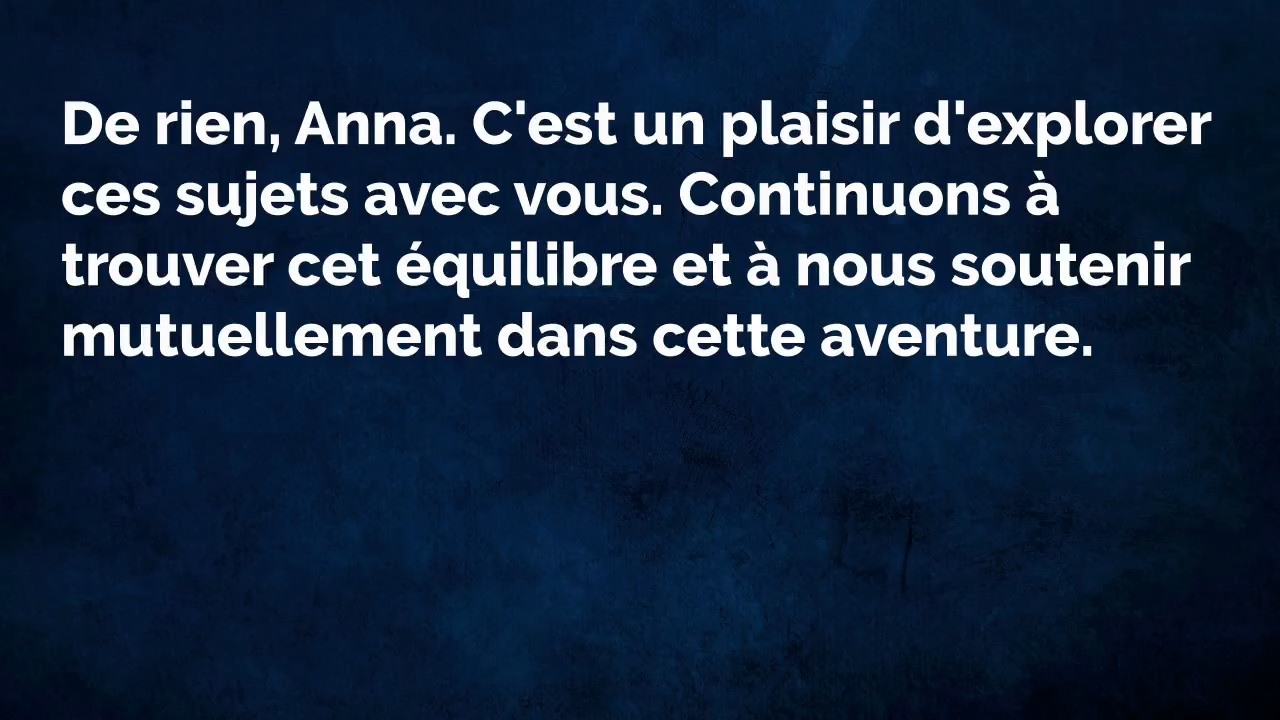 De rien, Anna. C'est un plaisir d'explorer
ces sujets avec vous. Continuons à
trouver cet équilibre et à nous soutenir
mutuellement dans cette aventure.